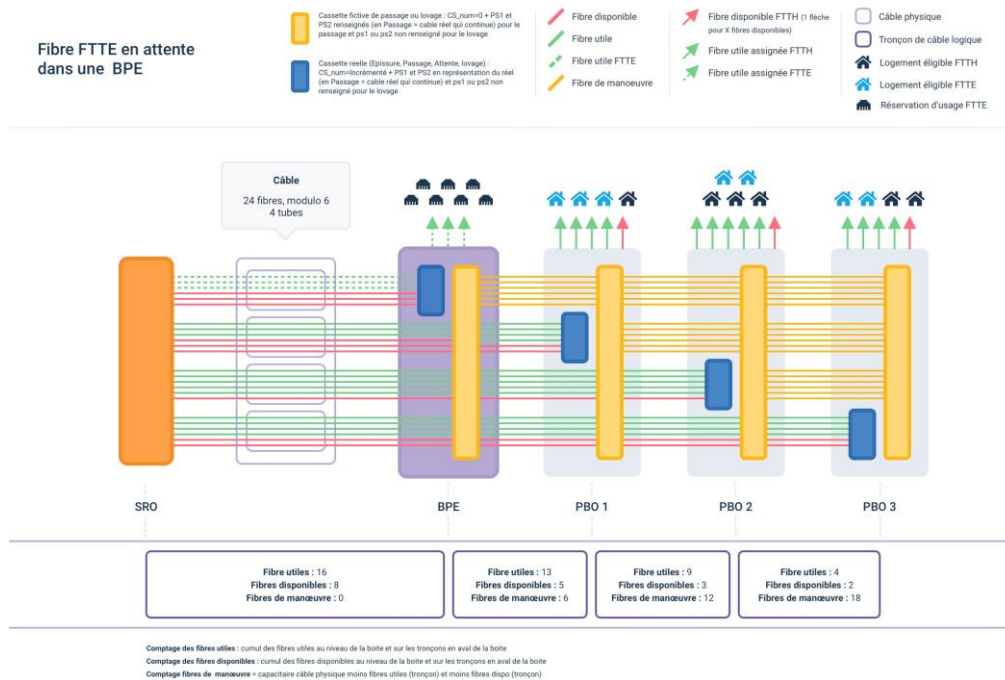 Fibre FTTE en attente
dans une BPE
Cassette fictive de passage ou lovage : CS_num=0 + PS1 et
PS2 renseignés (en Passage = cable réel qui continue) pour le
passage et ps1 ou ps2 non renseigné pour le lovage
Cassette reelle (Epissure, Passage, Attente, lovage) :
CS_num=Incrémenté + PS1 et PS2 en représentation du réel
(en Passage = cable réel qui continue) et ps1 ou ps2 non
renseigné pour le lovage
Fibre disponible
Fibre utile
Fibre utile FTTE
Fibre de manoeuvre
Fibre disponible FTTH (1 flèche
pour X fibres disponibles)
Fibre utile assignée FTTH
Fibre utile assignée FTTE
Câble physique
Tronçon de câble logique
Logement éligible FTTH
Logement éligible FTTE
Réservation d'usage FTTE
Câble
24 fibres, modulo 6
4 tubes
SRO
BPE
PBO 1
PBO 2
PBO 3
Fibre utiles : 16
Fibres disponibles : 8
Fibres de manœuvre : 0
Fibre utiles : 13
Fibres disponibles : 5
Fibres de manœuvre : 6
Fibre utiles : 9
Fibres disponibles : 3
Fibres de manœuvre : 12
Fibre utiles : 4
Fibres disponibles : 2
Fibres de manœuvre : 18
Comptage des fibres utiles : cumul des fibres utiles au niveau de la boite et sur les tronçons en aval de la boite
Comptage des fibres disponibles : cumul des fibres disponibles au niveau de la boite et sur les tronçons en aval de la boite
Comptage fibres de manœuvre = capacitaire câble physique moins fibres utiles (tronçon) et moins fibres dispo (tronçon)